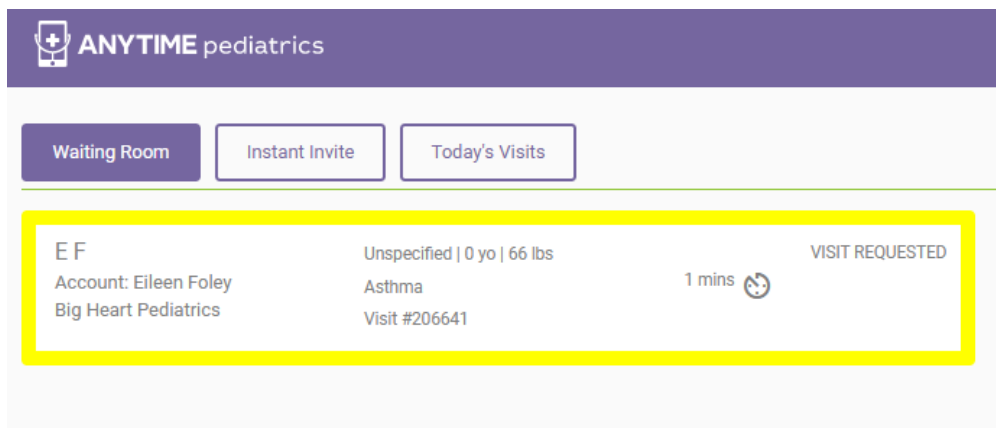 ANYTIME pediatrics
Waiting Room
Instant Invite
Today's Visits
E F
Account: Eileen Foley
Big Heart Pediatrics
Unspecified | 0 yo | 66 lbs
Asthma
Visit #206641
1 mins
VISIT REQUESTED